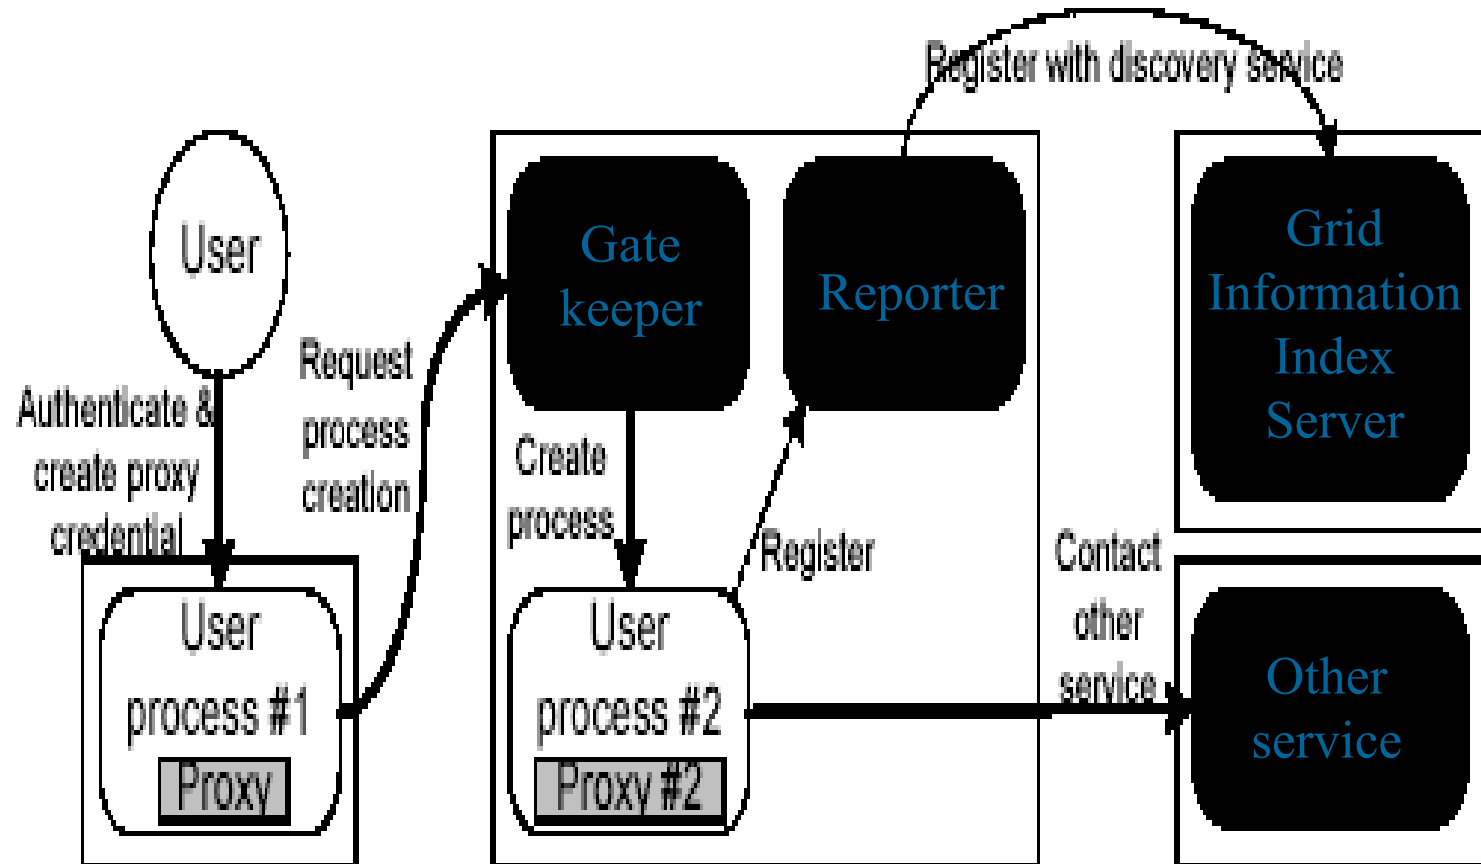 Register with discovery service
User
Gate
keeper
Reporter
Grid
Information
Index
Server
Authenticate &
create proxy
credential
Request
process
creation
Create
process
Register
Contact
other
service
User
process #1
Proxy
User
process #2
Proxy #2
Other
service